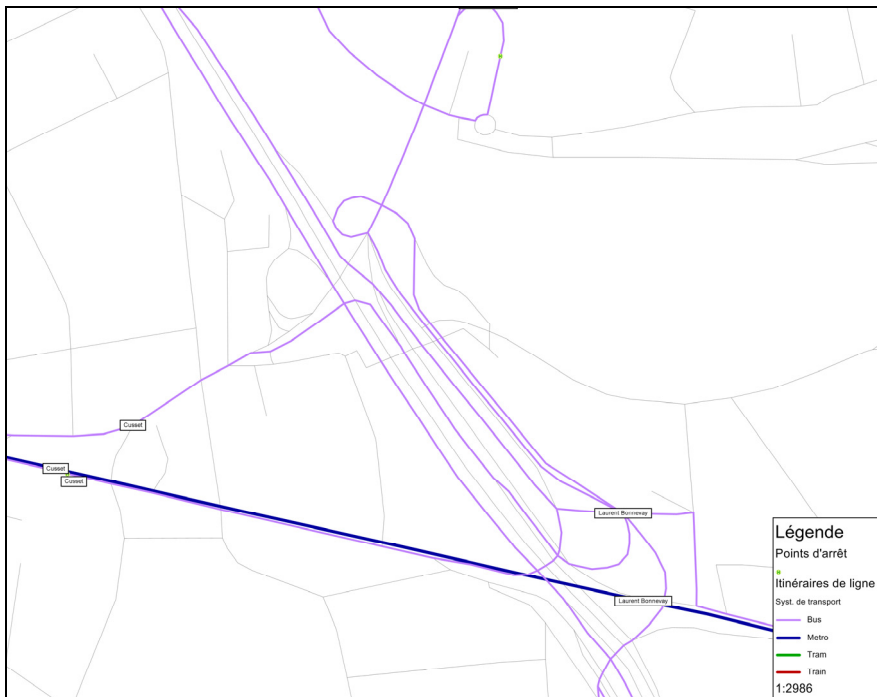 Cusset
Cusset
Cusset
Laurent Bonnevay
Laurent Bonnevay
Légende
Points d'arrêt
Itinéraires de ligne
Syst. de transport
Bus
Metro
Tram
Train
1:2986